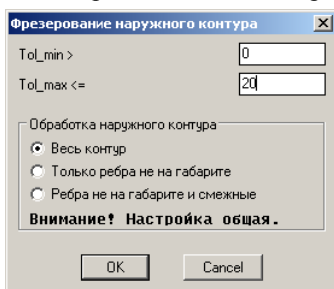 Фрезерование наружного контура
Tol_min > 0
Tol_max <= 20
Обработка наружного контура
Весь контур
Только ребра не на габарите
Ребра не на габарите и смежные
Внимание! Настройка общая.
OK Cancel